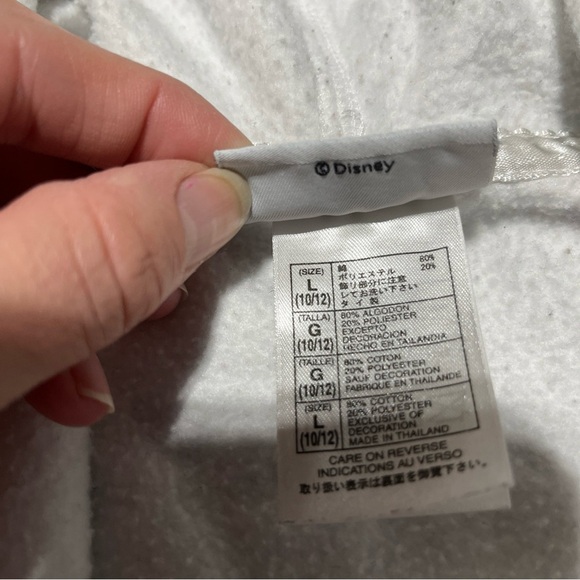 © Disney
(SIZE)
L
(10/12)
綿 80%
ポリエステル 20%
飾り部分に注意
してお洗い下さい
タイ製
(TALLA)
G
(10/12)
80% ALGODON
20% POLIESTER
EXCEPTO
DECORACION
HECHO EN TAILANDIA
(TAILLE)
G
(10/12)
80% COTON
20% POLYESTER
SAUF DECORATION
FABRIQUE EN THAILANDE
(SIZE)
L
(10/12)
80% COTTON
20% POLYESTER
EXCLUSIVE OF
DECORATION
MADE IN THAILAND
CARE ON REVERSE
INDICATIONS AU VERSO
取り扱い表示は裏面を御覧下さい。